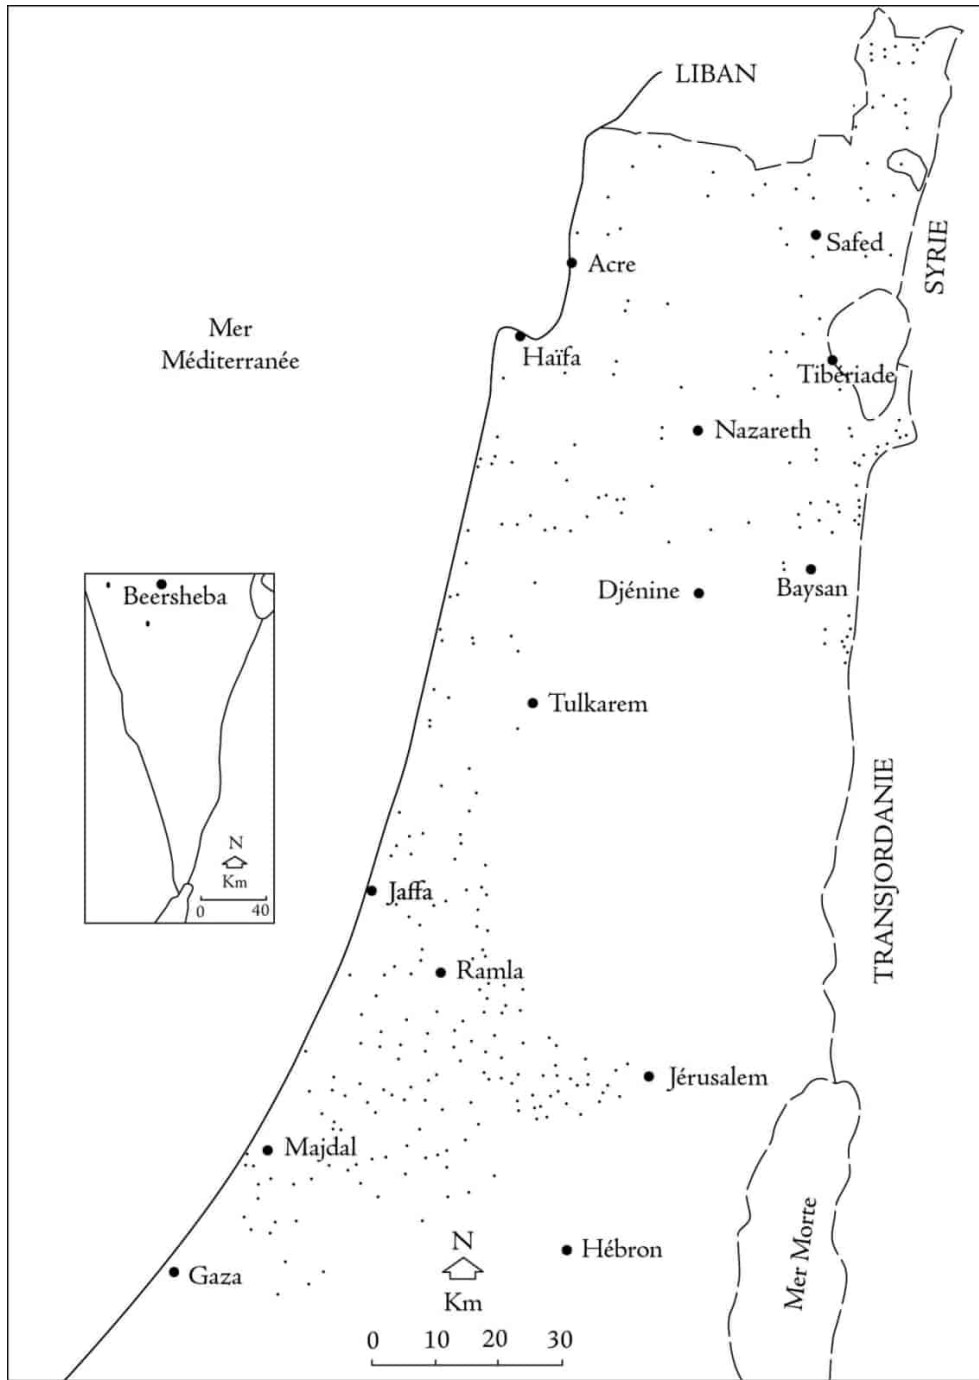 LIBAN
Safed
SYRIE
Acre
Mer
Méditerranée
Haïfa
Tibériade
Nazareth
Beersheba
Djénine
Baysan
Tulkarem
TRANSJORDANIE
N
Km
0 40
Jaffa
Ramla
Jérusalem
Majdal
Mer Morte
N
Hébron
Gaza
Km
0 10 20 30